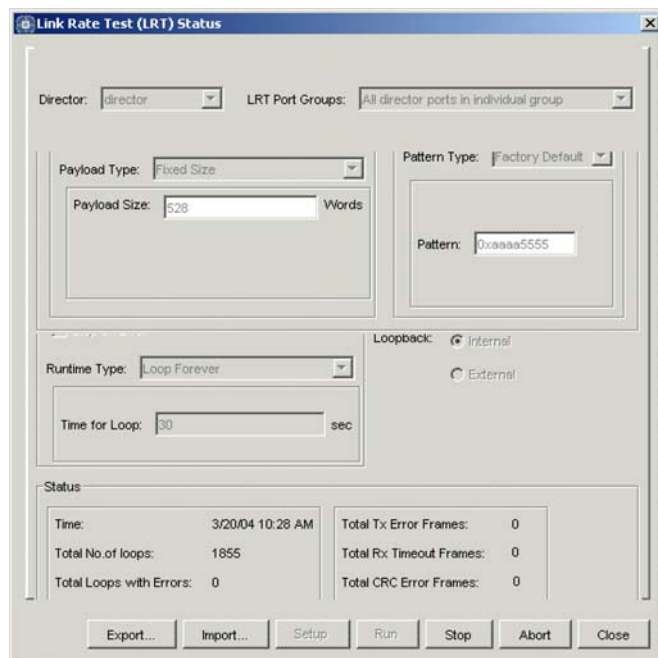 Link Rate Test (LRT) Status
Director: director LRT Port Groups: All director ports in individual group
Payload Type: Fixed Size Pattern Type: Factory Default
Payload Size: 528 Words
Pattern: 0xaaaa5555
Loopback: Internal
Runtime Type: Loop Forever
External
Time for Loop: 30 sec
Status
Time: 3/20/04 10:28 AM Total Tx Error Frames: 0
Total No.of loops: 1855 Total Rx Timeout Frames: 0
Total Loops with Errors: 0 Total CRC Error Frames: 0
Export... Import... Setup Run Stop Abort Close